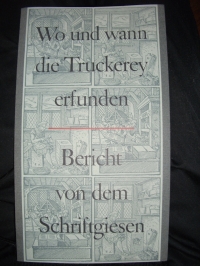 Wo und wann
die Truckerey
erfunden
Bericht
von dem
Schriftgiesen